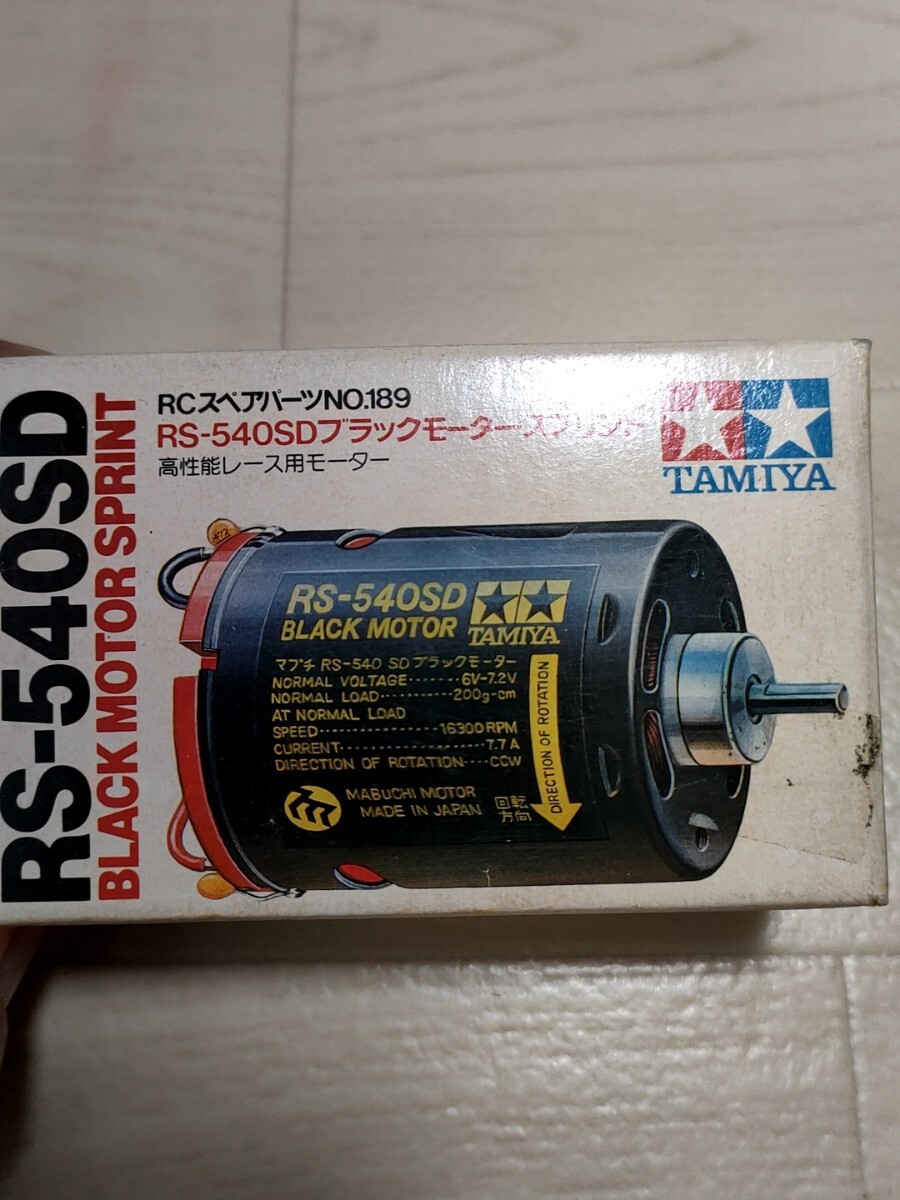 RS-540SD
BLACK MOTOR SPRINT
RCスペアパーツNO.189
RS-540SDブラックモータースプリント
高性能レース用モーター
TAMIYA
RS-540SD
BLACK MOTOR
TAMIYA
マブチ RS-540 SD ブラックモーター
NORMAL VOLTAGE·······6V-7.2V
NORMAL LOAD··········200g-cm
AT NORMAL LOAD
SPEED················16300RPM
CURRENT··················7.7A
DIRECTION OF ROTATION····CCW
MABUCHI MOTOR
MADE IN JAPAN
回転
方向
DIRECTION OF ROTATION